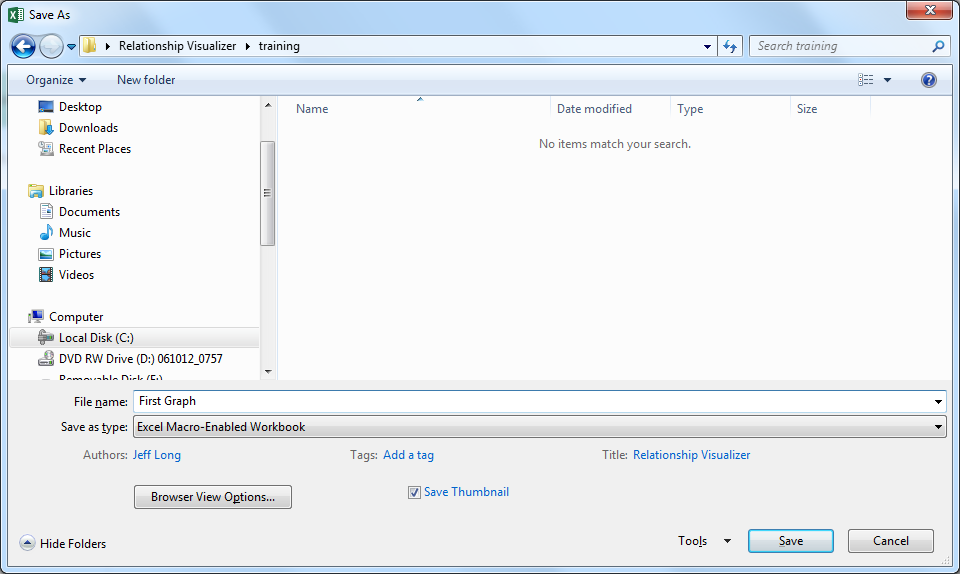 Save As
Relationship Visualizer training
Search training
Organize New folder
Desktop
Downloads
Recent Places
Libraries
Documents
Music
Pictures
Videos
Computer
Local Disk (C:)
DVD RW Drive (D:) 061012_0757
Removable Disk (F:)
Name Date modified Type Size
No items match your search.
File name: First Graph
Save as type: Excel Macro-Enabled Workbook
Authors: Jeff Long Tags: Add a tag Title: Relationship Visualizer
Browser View Options... Save Thumbnail
Hide Folders Tools Save Cancel